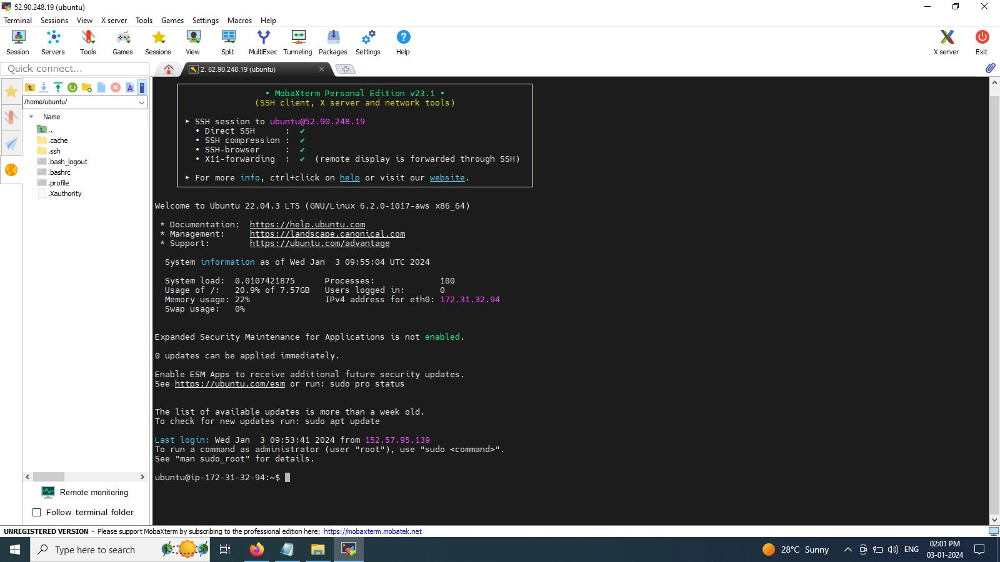 52.90.248.19 (ubuntu)
Terminal Sessions View X server Tools Games Settings Macros Help
Session Servers Tools Games Sessions View Split MultiExec Tunneling Packages Settings Help X server Exit
Quick connect...
2. 52.90.248.19 (ubuntu)
/home/ubuntu/
Name
..
.cache
.ssh
.bash_logout
.bashrc
.profile
.Xauthority
Remote monitoring
Follow terminal folder
• MobaXterm Personal Edition v23.1 •
(SSH client, X server and network tools)
➤ SSH session to ubuntu@52.90.248.19
• Direct SSH : ✔
• SSH compression : ✔
• SSH-browser : ✔
• X11-forwarding : ✔ (remote display is forwarded through SSH)
➤ For more info, ctrl+click on help or visit our website.
Welcome to Ubuntu 22.04.3 LTS (GNU/Linux 6.2.0-1017-aws x86_64)
* Documentation: https://help.ubuntu.com
* Management: https://landscape.canonical.com
* Support: https://ubuntu.com/advantage
System information as of Wed Jan 3 09:55:04 UTC 2024
System load: 0.0107421875 Processes: 100
Usage of /: 20.9% of 7.57GB Users logged in: 0
Memory usage: 22% IPv4 address for eth0: 172.31.32.94
Swap usage: 0%
Expanded Security Maintenance for Applications is not enabled.
0 updates can be applied immediately.
Enable ESM Apps to receive additional future security updates.
See https://ubuntu.com/esm or run: sudo pro status
The list of available updates is more than a week old.
To check for new updates run: sudo apt update
Last login: Wed Jan 3 09:53:41 2024 from 152.57.95.139
To run a command as administrator (user "root"), use "sudo <command>".
See "man sudo_root" for details.
ubuntu@ip-172-31-32-94:~$
UNREGISTERED VERSION - Please support MobaXterm by subscribing to the professional edition here: https://mobaxterm.mobatek.net
Type here to search
28°C Sunny
ENG
02:01 PM
03-01-2024